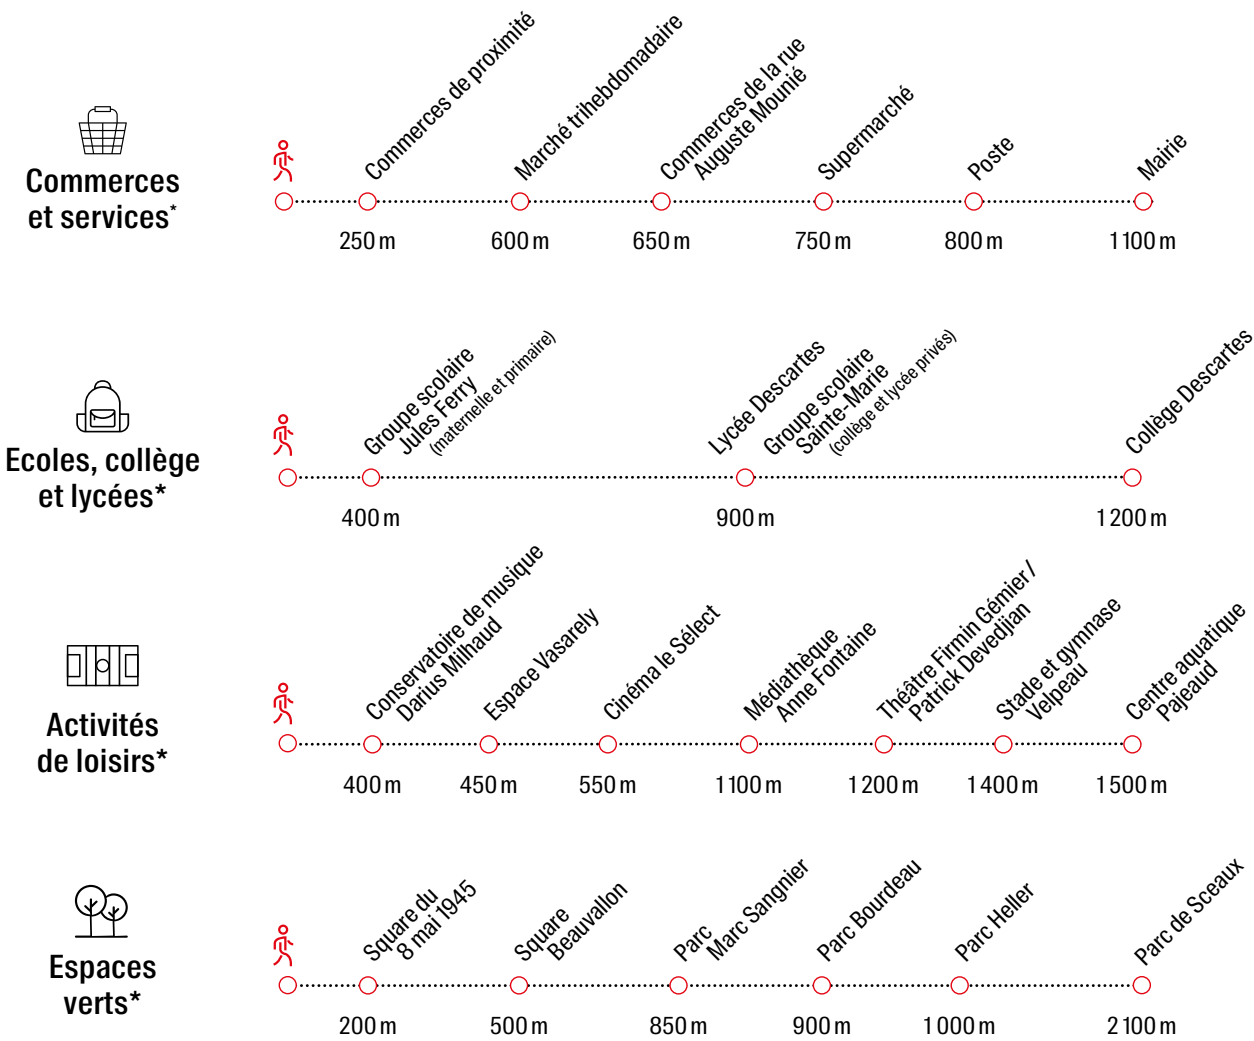 Commerces
et services*
Commerces de proximité
Marché trihebdomadaire
Commerces de la rue
Auguste Mounié
Supermarché
Poste
Mairie
250 m
600 m
650 m
750 m
800 m
1100 m
Ecoles, collège
et lycées*
Groupe scolaire
Jules Ferry
(maternelle et primaire)
Lycée Descartes
Groupe scolaire
Sainte-Marie
(collège et lycée privés)
Collège Descartes
400 m
900 m
1200 m
Activités
de loisirs*
Conservatoire de musique
Darius Milhaud
Espace Vasarely
Cinéma le Sélect
Médiathèque
Anne Fontaine
Théâtre Firmin Gémier /
Patrick Devedjian
Stade et gymnase
Velpeau
Centre aquatique
Pajeaud
400 m
450 m
550 m
1100 m
1200 m
1400 m
1500 m
Espaces
verts*
Square du
8 mai 1945
Square
Beauvallon
Parc
Marc Sangnier
Parc Bourdeau
Parc Heller
Parc de Sceaux
200 m
500 m
850 m
900 m
1000 m
2100 m